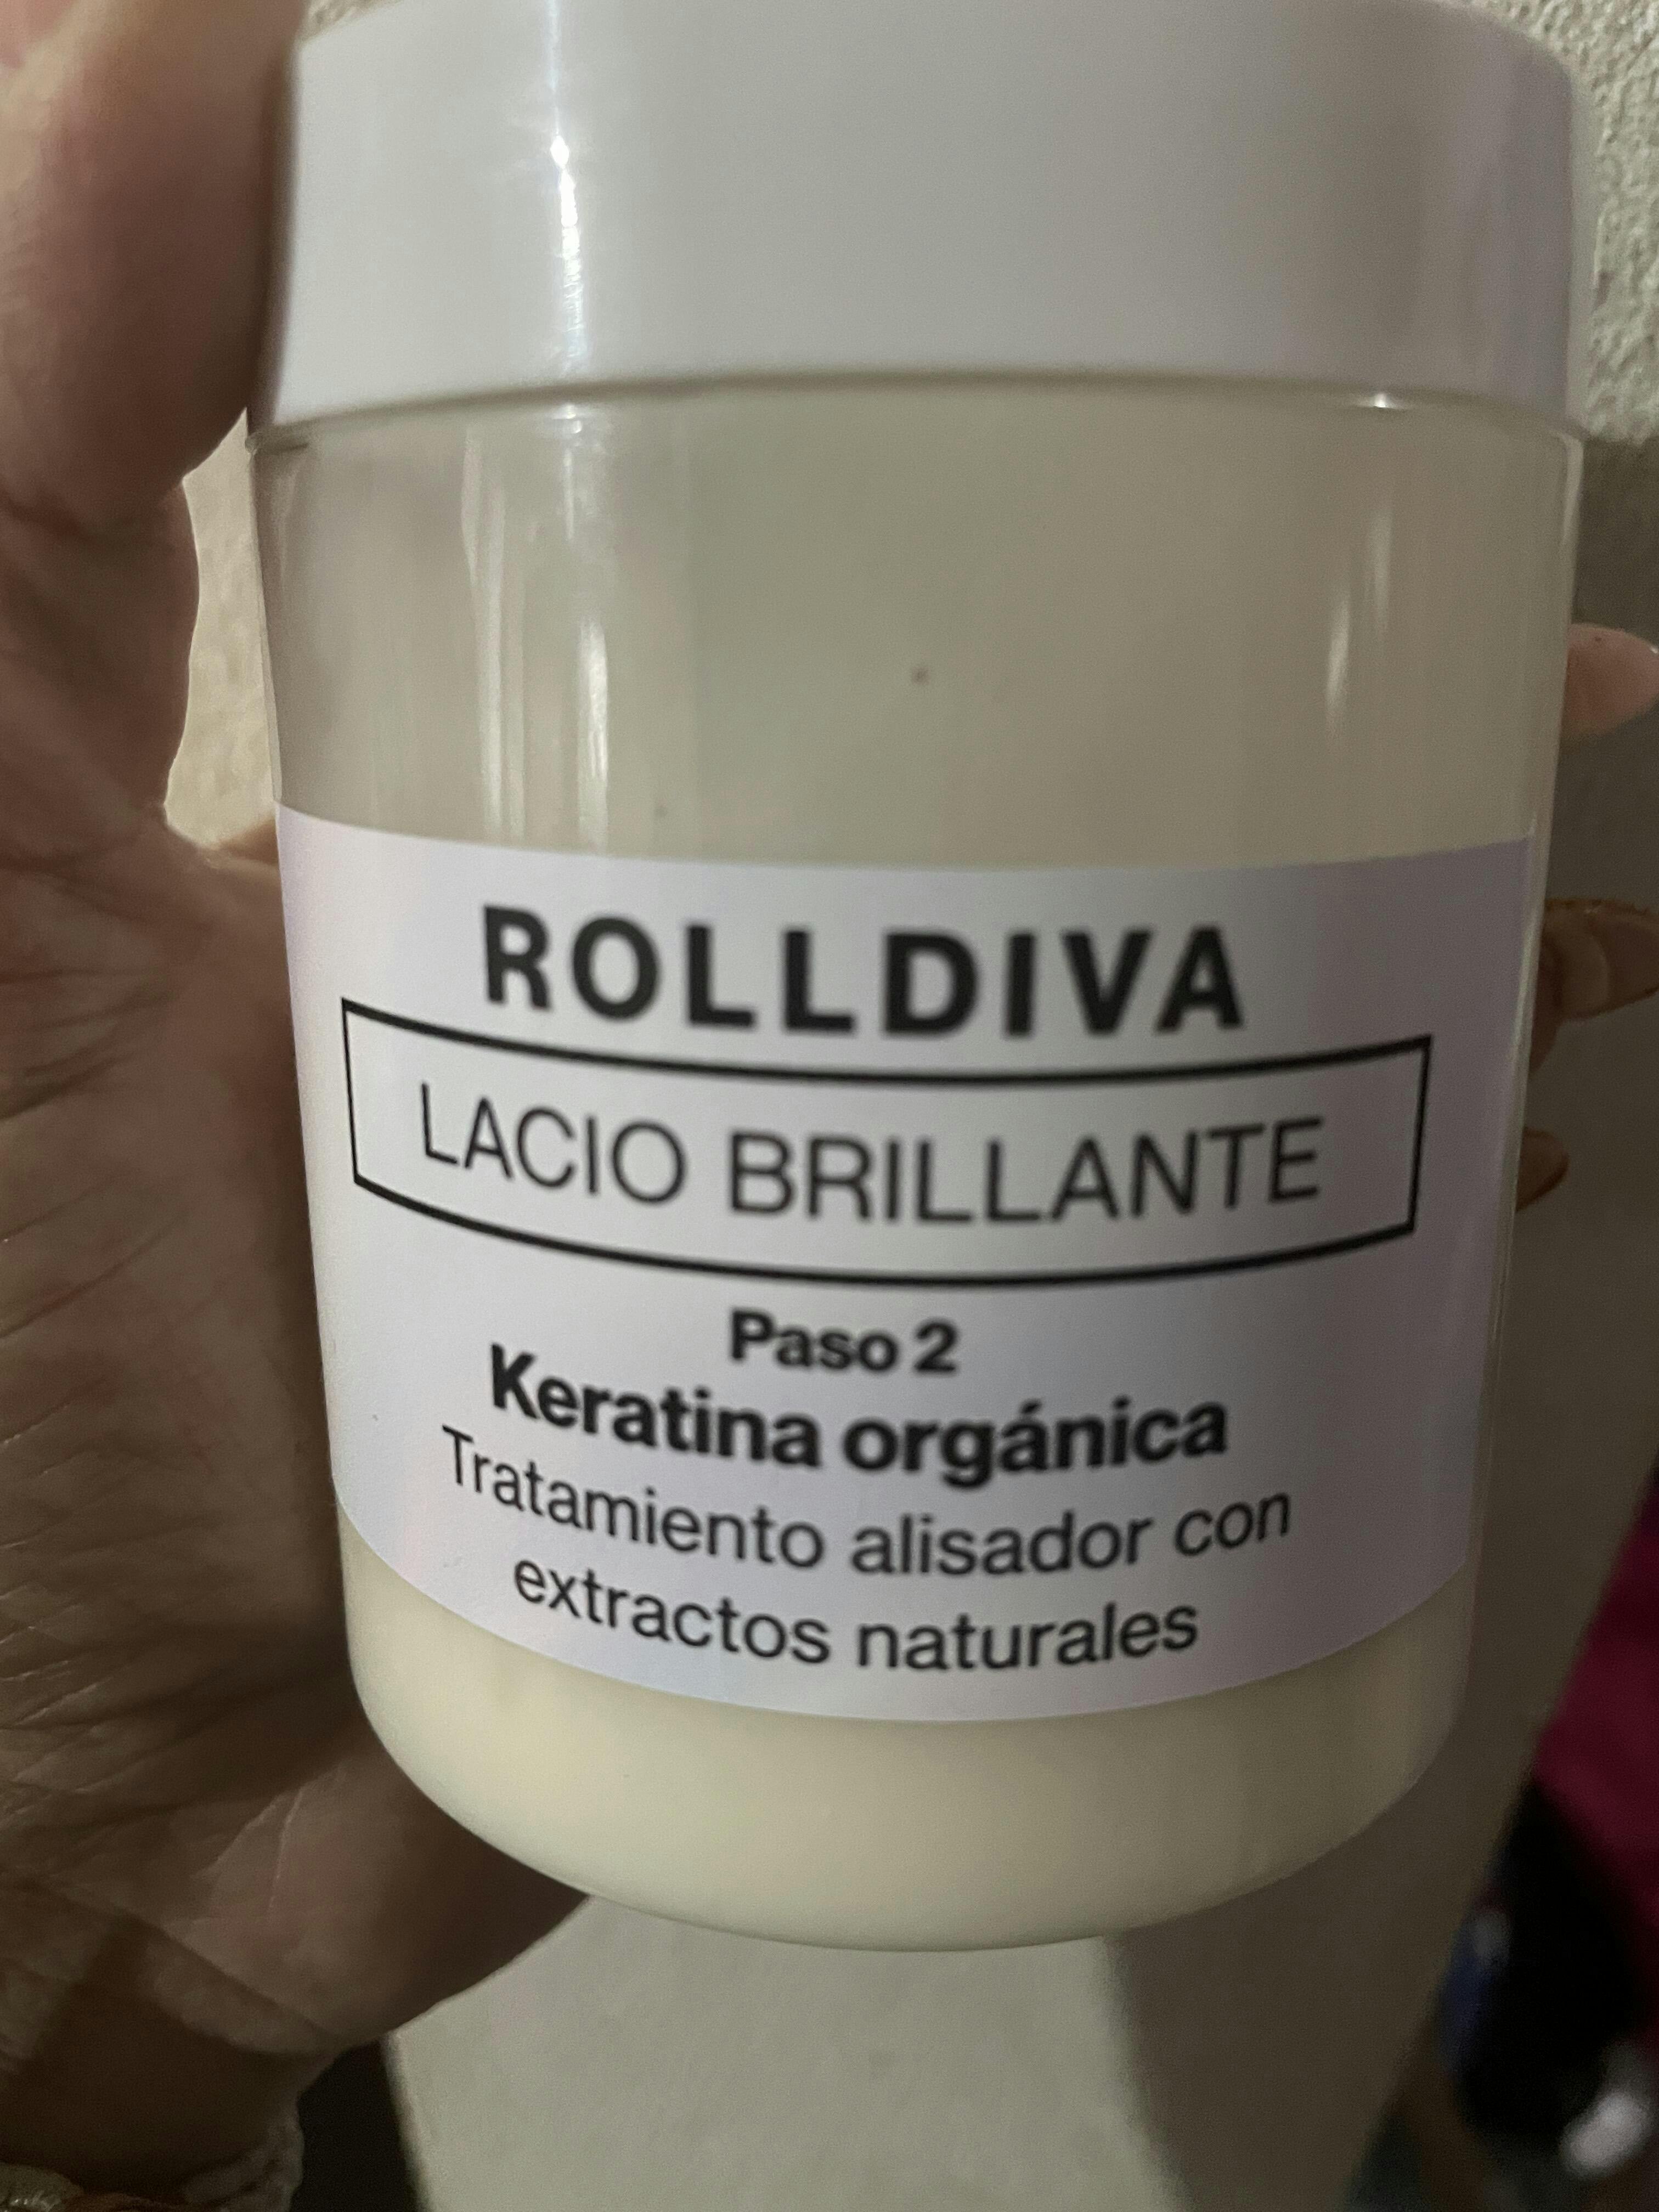 ROLLDIVA
LACIO BRILLANTE
Paso 2
Keratina orgánica
Tratamiento alisador con
extractos naturales